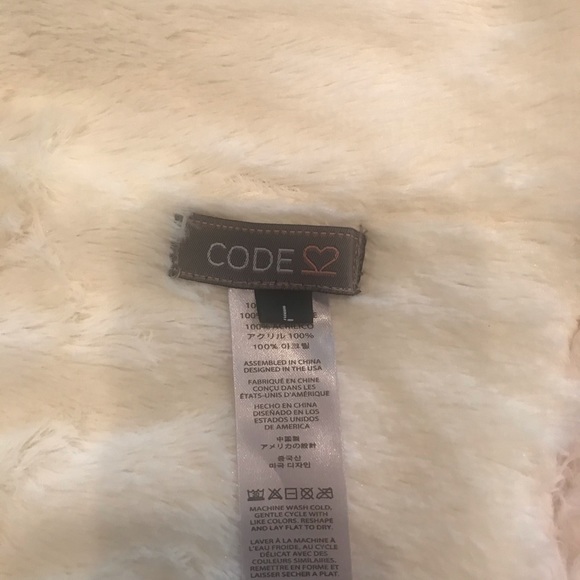 CODE
L
100% ACRÍLICO
アクリル 100%
100% 아크릴
ASSEMBLED IN CHINA
DESIGNED IN THE USA
FABRIQUÉ EN CHINE
CONÇU DANS LES
ÉTATS-UNIS D'AMÉRIQUE
HECHO EN CHINA
DISEÑADO EN LOS
ESTADOS UNIDOS
DE AMERICA
中国製
アメリカの設計
중국산
미국 디자인
MACHINE WASH COLD,
GENTLE CYCLE WITH
LIKE COLORS. RESHAPE
AND LAY FLAT TO DRY.
LAVER À LA MACHINE À
L'EAU FROIDE, AU CYCLE
DÉLICAT AVEC DES
COULEURS SIMILAIRES.
REMETTRE EN FORME ET
LAISSER SÉCHER À PLAT.